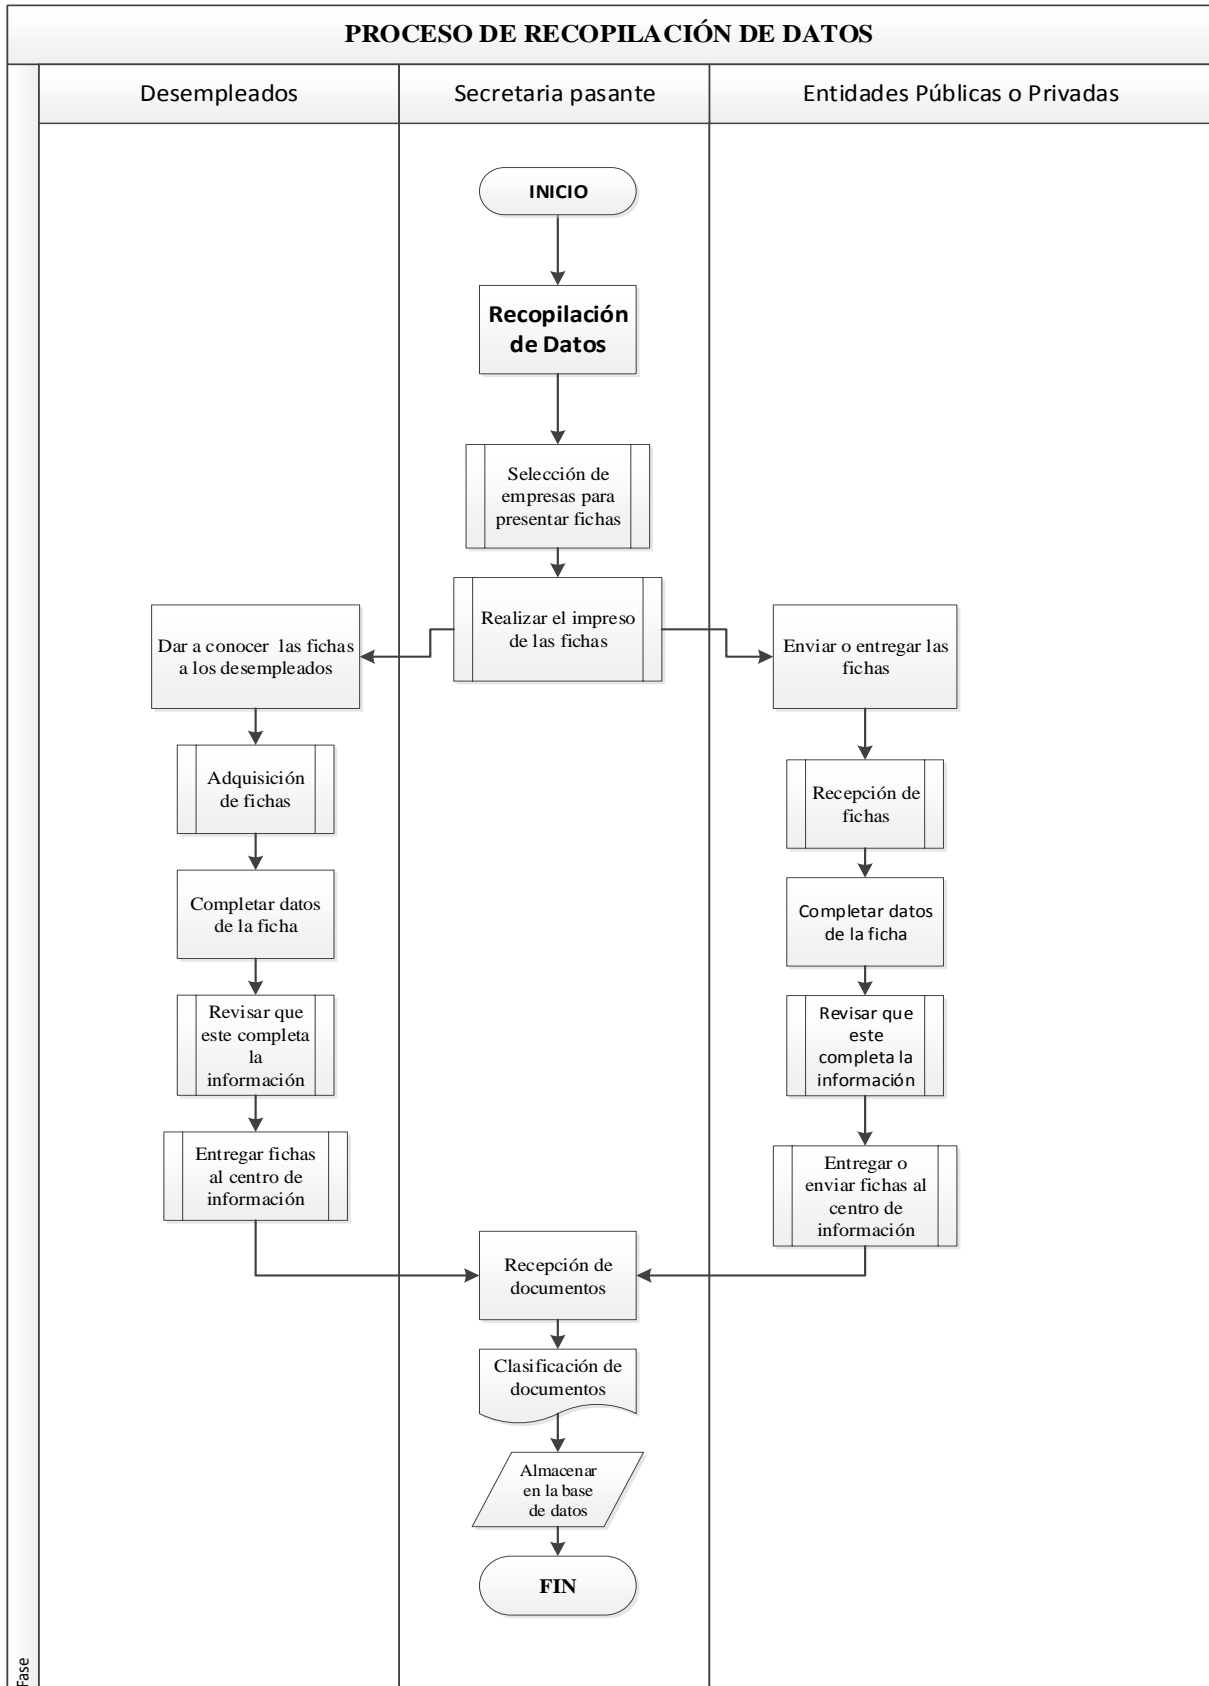 PROCESO DE RECOPILACIÓN DE DATOS
Desempleados
Secretaria pasante
Entidades Públicas o Privadas
INICIO
Recopilación
de Datos
Selección de
empresas para
presentar fichas
Realizar el impreso
de las fichas
Dar a conocer las fichas
a los desempleados
Enviar o entregar las
fichas
Adquisición
de fichas
Recepción de
fichas
Completar datos
de la ficha
Completar datos
de la ficha
Revisar que
este completa
la
información
Revisar que
este
completa la
información
Entregar fichas
al centro de
información
Entregar o
enviar fichas al
centro de
información
Recepción de
documentos
Clasificación de
documentos
Almacenar
en la base
de datos
FIN
Fase